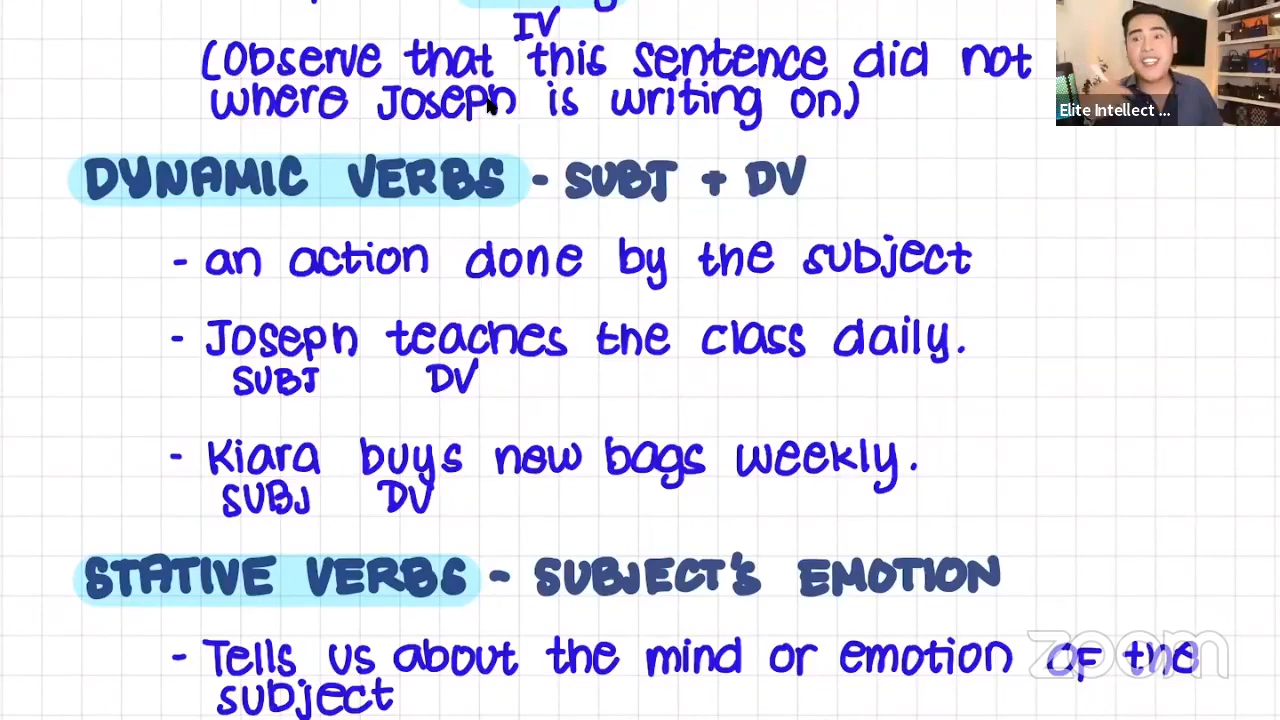 IV
(Observe that this sentence did not
where Joseph is writing on)
Elite Intellect ...
DYNAMIC VERBS - SUBJ + DV
- an action done by the subject
- Joseph teaches the class daily.
SUBJ DV
- Kiara buys new bags weekly.
SUBJ DV
STATIVE VERBS - SUBJECT'S EMOTION
- Tells us about the mind or emotion of the
subject
zoom